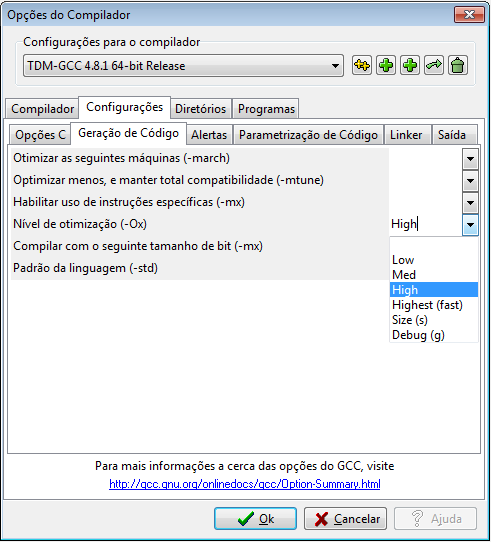 Opções do Compilador
Configurações para o compilador
TDM-GCC 4.8.1 64-bit Release
Compilador Configurações Diretórios Programas
Opções C Geração de Código Alertas Parametrização de Código Linker Saída
Otimizar as seguintes máquinas (-march)
Optimizar menos, e manter total compatibilidade (-mtune)
Habilitar uso de instruções específicas (-mx)
Nível de otimização (-Ox) High
Compilar com o seguinte tamanho de bit (-mx)
Low
Padrão da linguagem (-std)
Med
High
Highest (fast)
Size (s)
Debug (g)
Para mais informações a cerca das opções do GCC, visite
http://gcc.gnu.org/onlinedocs/gcc/Option-Summary.html
Ok Cancelar Ajuda